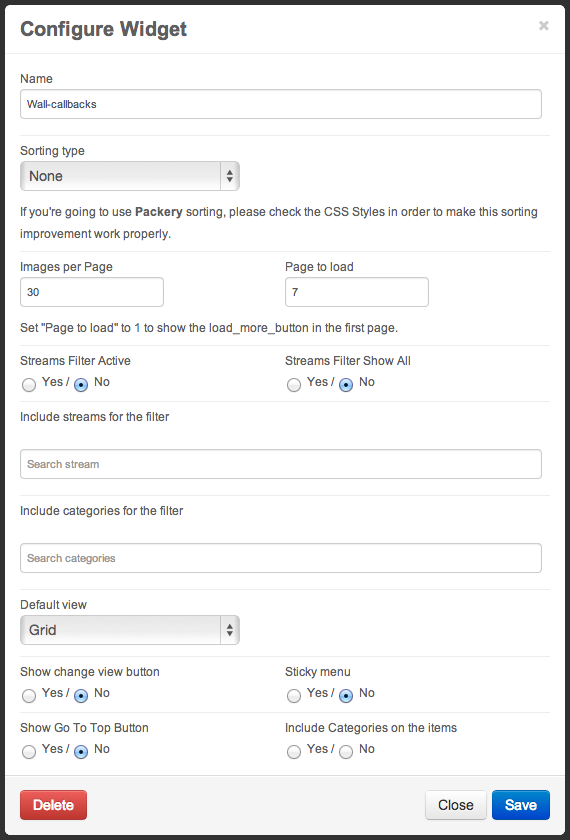 Configure Widget ×
Name
Wall-callbacks
Sorting type
None
If you're going to use Packery sorting, please check the CSS Styles in order to make this sorting
improvement work properly.
Images per Page Page to load
30 7
Set "Page to load" to 1 to show the load_more_button in the first page.
Streams Filter Active Streams Filter Show All
Yes / No Yes / No
Include streams for the filter
Search stream
Include categories for the filter
Search categories
Default view
Grid
Show change view button Sticky menu
Yes / No Yes / No
Show Go To Top Button Include Categories on the items
Yes / No Yes / No
Delete Close Save